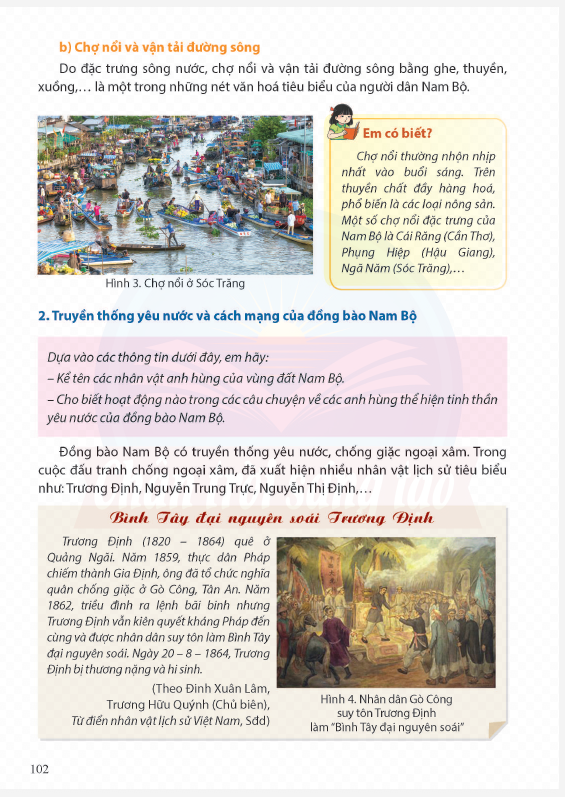 b) Chợ nổi và vận tải đường sông
Do đặc trưng sông nước, chợ nổi và vận tải đường sông bằng ghe, thuyền,
xuồng,… là một trong những nét văn hoá tiêu biểu của người dân Nam Bộ.
Hình 3. Chợ nổi ở Sóc Trăng
Em có biết?
Chợ nổi thường nhộn nhịp
nhất vào buổi sáng. Trên
thuyền chất đầy hàng hoá,
phổ biến là các loại nông sản.
Một số chợ nổi đặc trưng của
Nam Bộ là Cái Răng (Cần Thơ),
Phụng Hiệp (Hậu Giang),
Ngã Năm (Sóc Trăng),…
2. Truyền thống yêu nước và cách mạng của đồng bào Nam Bộ
Dựa vào các thông tin dưới đây, em hãy:
– Kể tên các nhân vật anh hùng của vùng đất Nam Bộ.
– Cho biết hoạt động nào trong các câu chuyện về các anh hùng thể hiện tinh thần
yêu nước của đồng bào Nam Bộ.
Đồng bào Nam Bộ có truyền thống yêu nước, chống giặc ngoại xâm. Trong
cuộc đấu tranh chống ngoại xâm, đã xuất hiện nhiều nhân vật lịch sử tiêu biểu
như: Trương Định, Nguyễn Trung Trực, Nguyễn Thị Định,…
Bình Tây đại nguyên soái Trương Định
Trương Định (1820 – 1864) quê ở
Quảng Ngãi. Năm 1859, thực dân Pháp
chiếm thành Gia Định, ông đã tổ chức nghĩa
quân chống giặc ở Gò Công, Tân An. Năm
1862, triều đình ra lệnh bãi binh nhưng
Trương Định vẫn kiên quyết kháng Pháp đến
cùng và được nhân dân suy tôn làm Bình Tây
đại nguyên soái. Ngày 20 – 8 – 1864, Trương
Định bị thương nặng và hi sinh.
(Theo Đinh Xuân Lâm,
Trương Hữu Quýnh (Chủ biên),
Từ điển nhân vật lịch sử Việt Nam, Sđd)
Hình 4. Nhân dân Gò Công
suy tôn Trương Định
làm “Bình Tây đại nguyên soái”
102